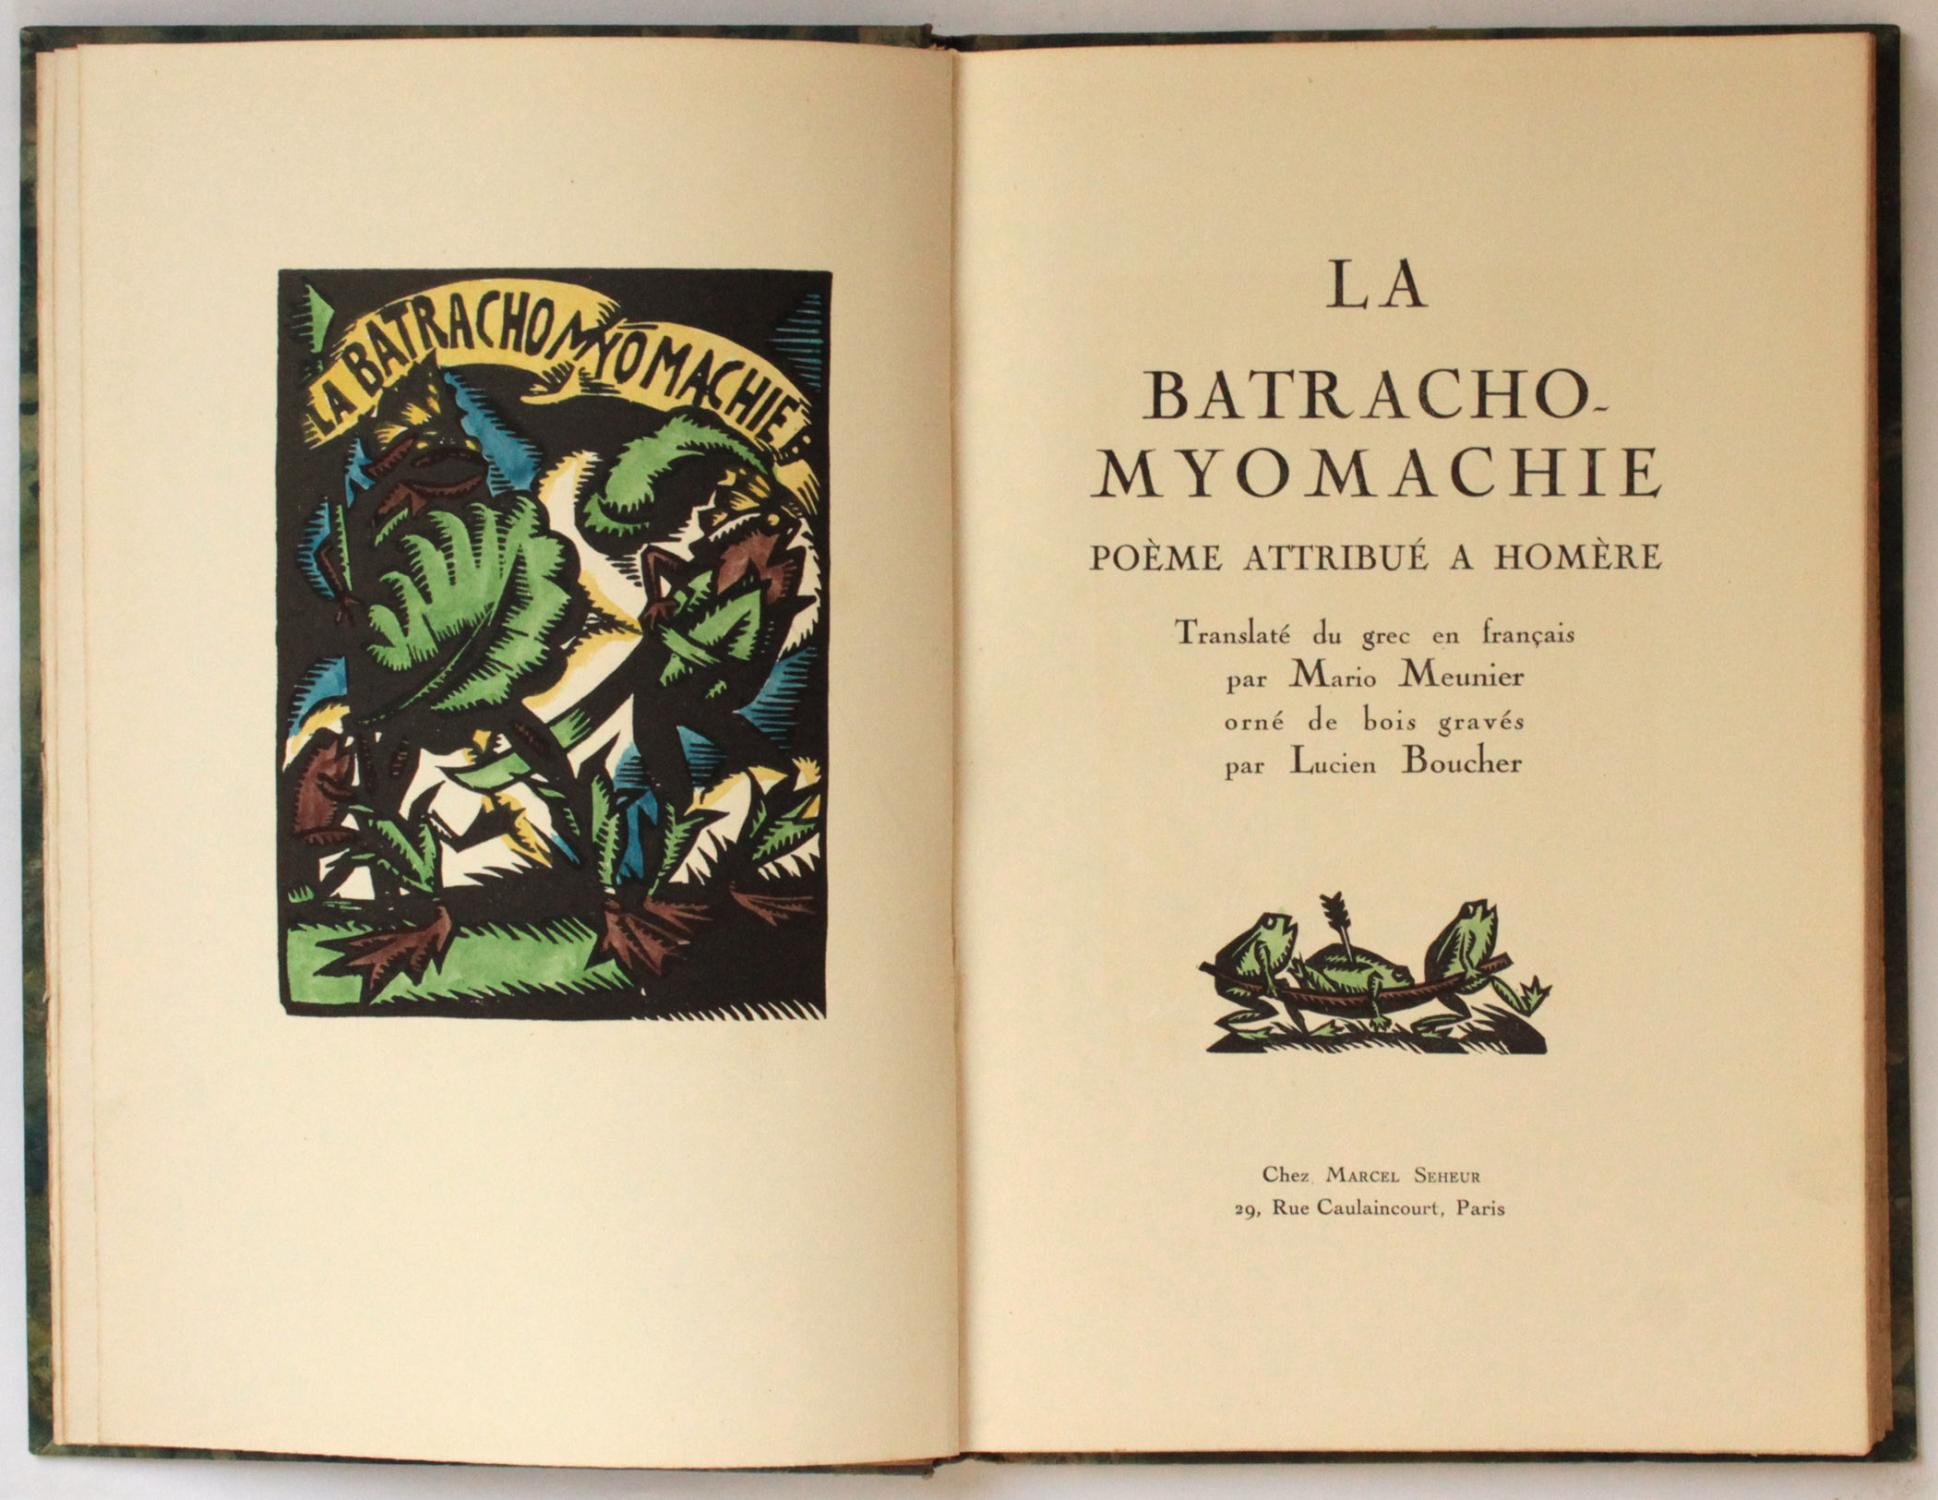 LA BATRACHOMYOMACHIE:
LA
BATRACHO-
MYOMACHIE
POÈME ATTRIBUÉ A HOMÈRE
Translaté du grec en français
par Mario Meunier
orné de bois gravés
par Lucien Boucher
Chez MARCEL SEHEUR
29, Rue Caulaincourt, Paris